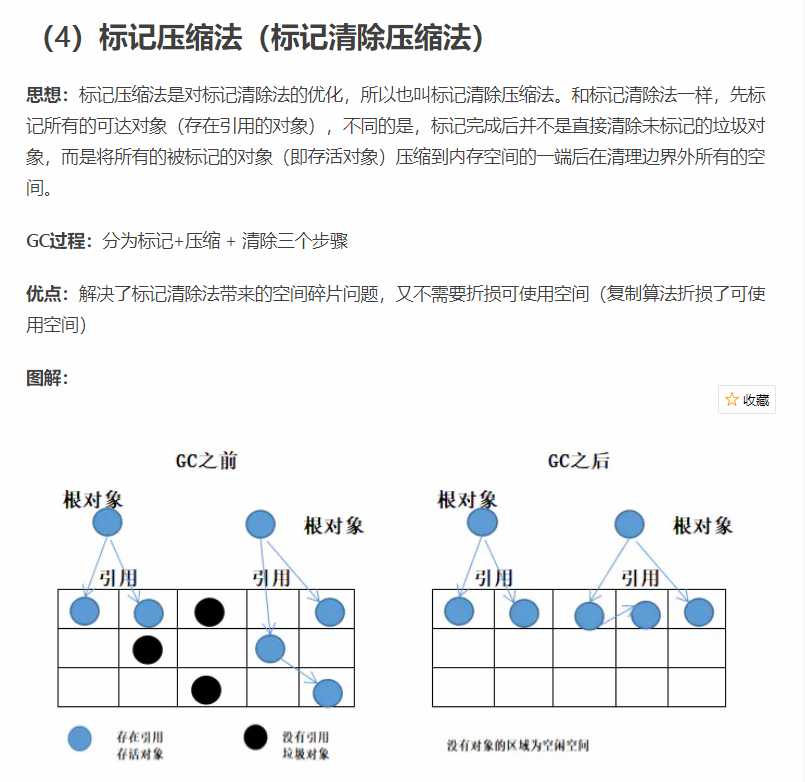 （4）标记压缩法（标记清除压缩法）
思想：标记压缩法是对标记清除法的优化，所以也叫标记清除压缩法。和标记清除法一样，先标
记所有的可达对象（存在引用的对象），不同的是，标记完成后并不是直接清除未标记的垃圾对
象，而是将所有的被标记的对象（即存活对象）压缩到内存空间的一端后在清理边界外所有的空
间。
GC过程：分为标记+压缩 + 清除三个步骤
优点：解决了标记清除法带来的空间碎片问题，又不需要折损可使用空间（复制算法折损了可使
用空间）
图解：
☆ 收藏
GC之前
GC之后
根对象
根对象
根对象
根对象
引用
引用
引用
引用
存在引用
存活对象
没有引用
垃圾对象
没有对象的区域为空闲空间